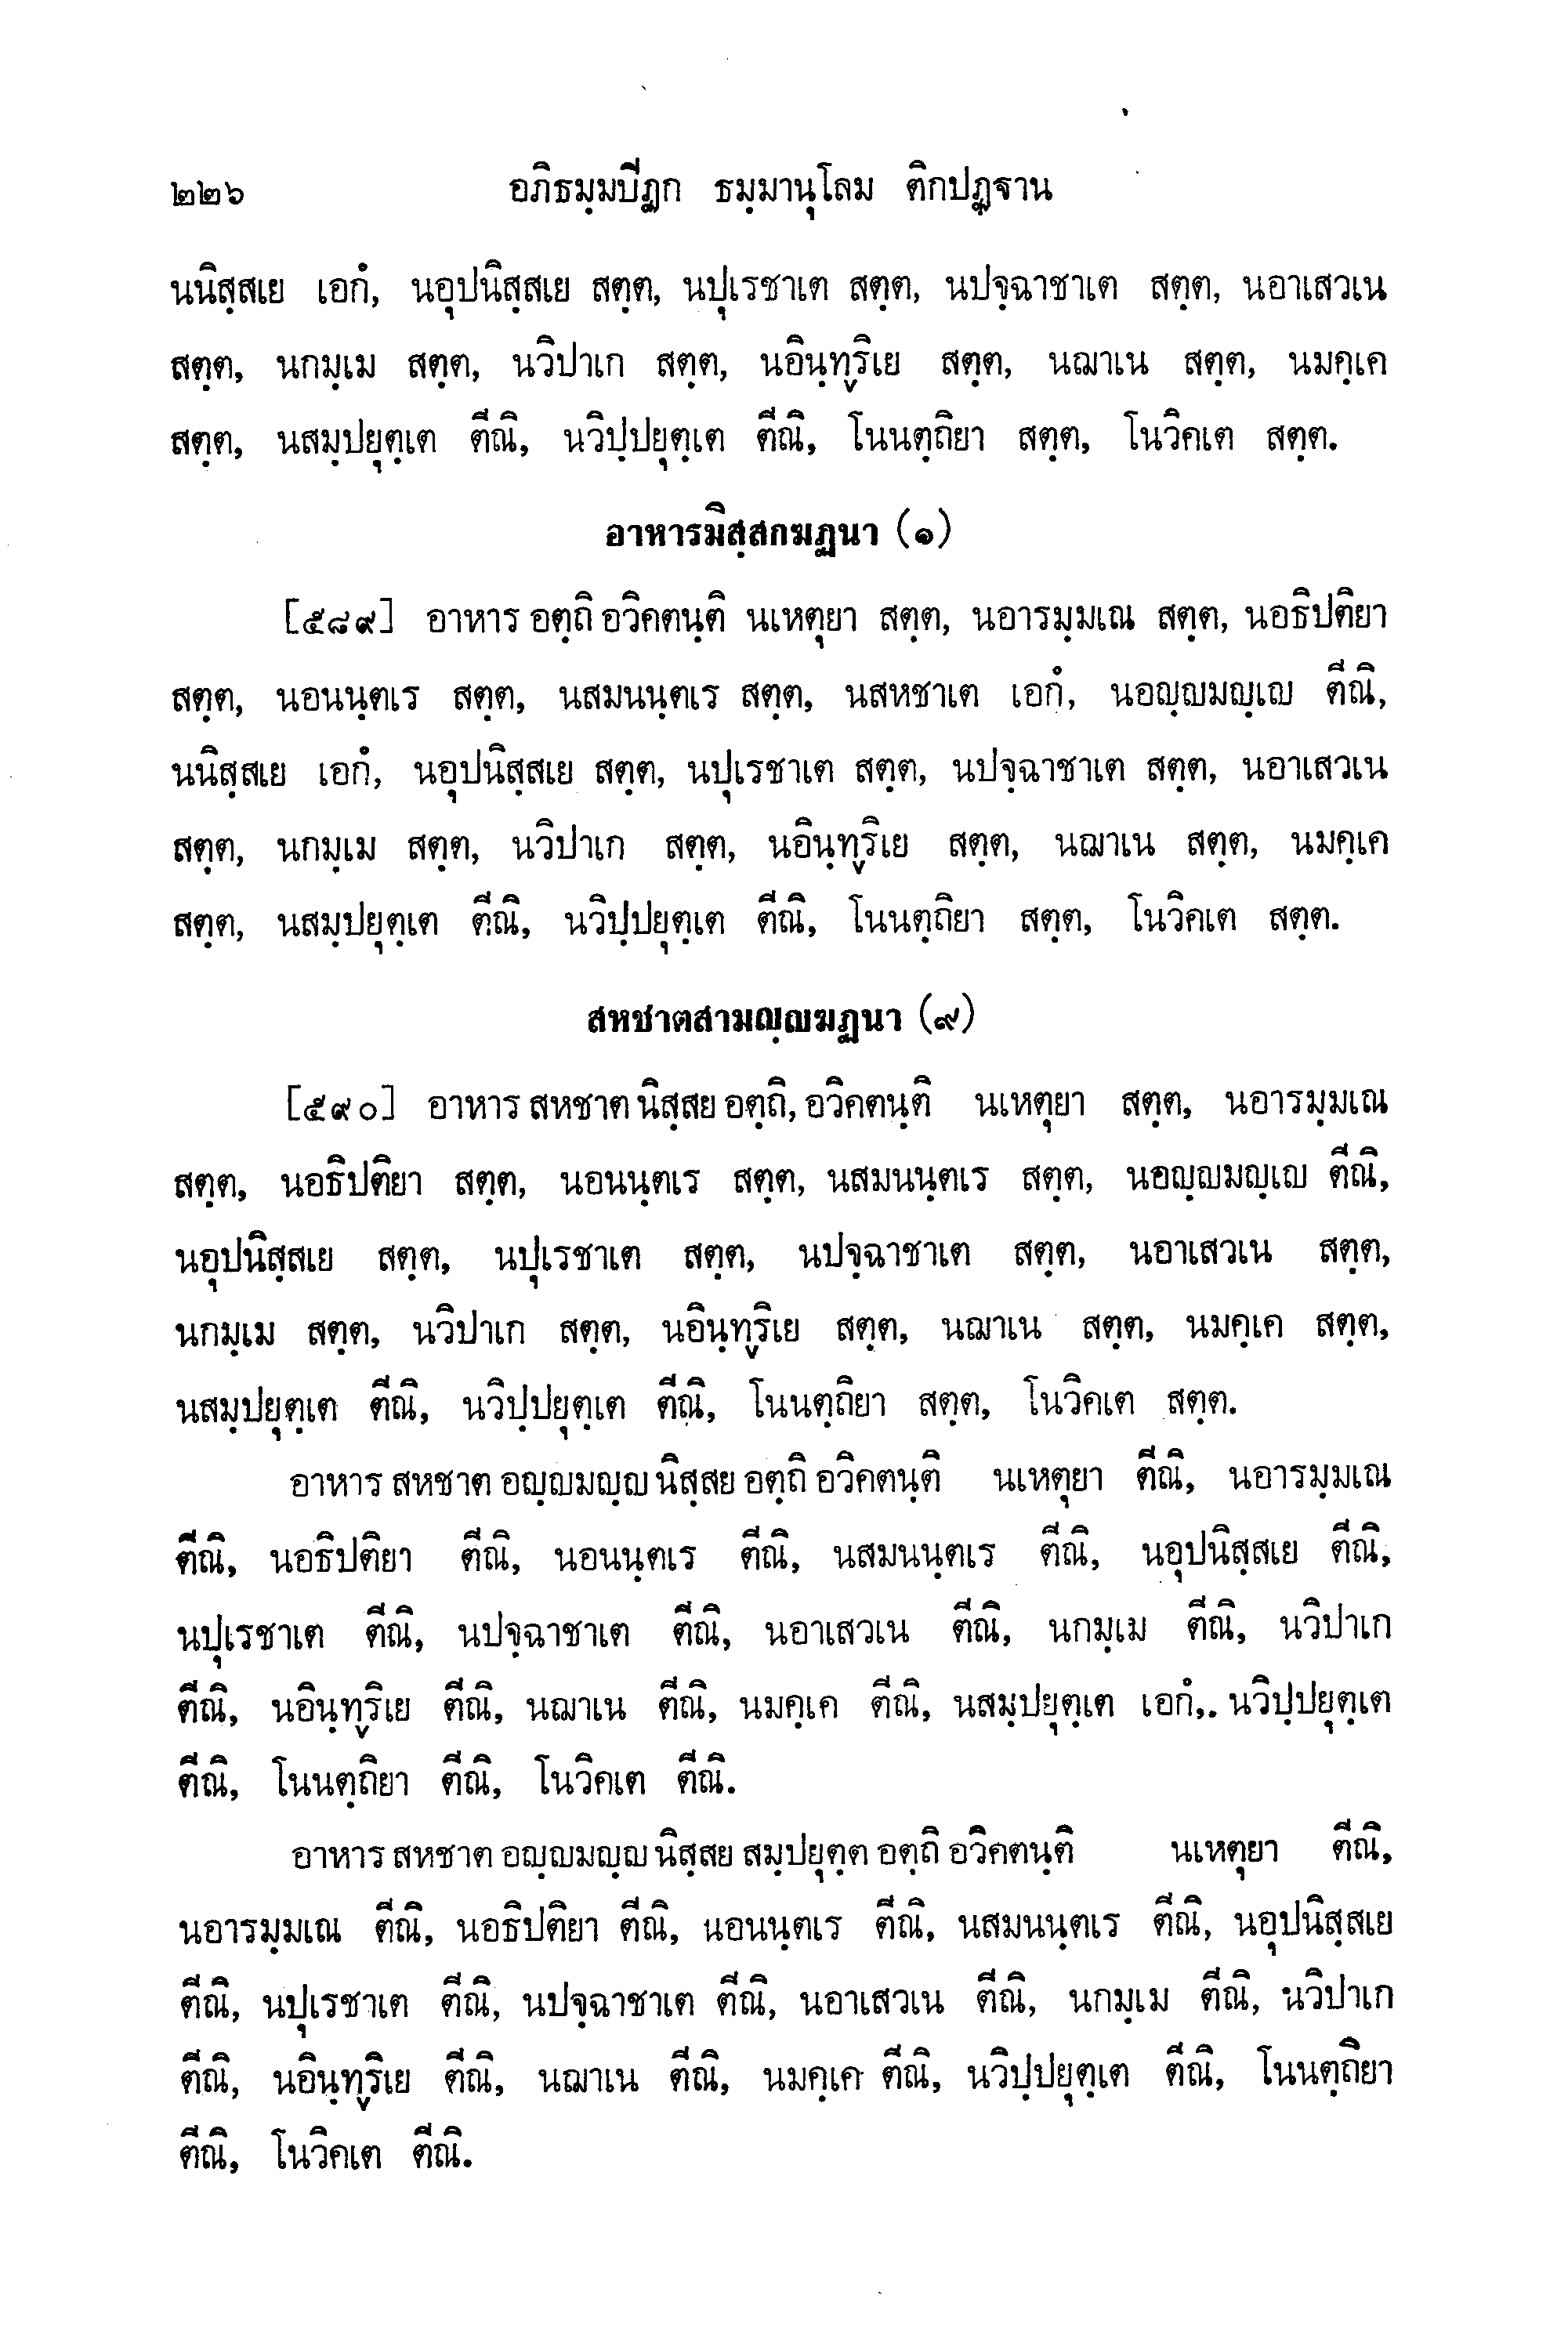 ๒๒๖ อภิธมฺมปีฏก ธมฺมานุโลม ติกปฏฺฐาน
นนิสฺสเย เอกํ, นอุปนิสฺสเย สตฺต, นปุเรชาเต สตฺต, นปจฺฉาชาเต สตฺต, นอาเสวเน
สตฺต, นกมฺเม สตฺต, นวิปาเก สตฺต, นอินฺทฺริเย สตฺต, นฌาเน สตฺต, นมคฺเค
สตฺต, นสมฺปยุตฺเต ตีณิ, นวิปฺปยุตฺเต ตีณิ, โนนตฺถิยา สตฺต, โนวิคเต สตฺต.
อาหารมิสฺสกฆฏนา (๑)
[๕๘๙] อาหาร อตฺถิ อวิคตนฺติ นเหตุยา สตฺต, นอารมฺมเณ สตฺต, นอธิปติยา
สตฺต, นอนนฺตเร สตฺต, นสมนนฺตเร สตฺต, นสหชาเต เอกํ, นอญฺญมญฺเญ ตีณิ,
นนิสฺสเย เอกํ, นอุปนิสฺสเย สตฺต, นปุเรชาเต สตฺต, นปจฺฉาชาเต สตฺต, นอาเสวเน
สตฺต, นกมฺเม สตฺต, นวิปาเก สตฺต, นอินฺทฺริเย สตฺต, นฌาเน สตฺต, นมคฺเค
สตฺต, นสมฺปยุตฺเต ตีณิ, นวิปฺปยุตฺเต ตีณิ, โนนตฺถิยา สตฺต, โนวิคเต สตฺต.
สหชาตสามญฺญฆฏนา (๙)
[๕๙๐] อาหาร สหชาต นิสฺสย อตฺถิ, อวิคตนฺติ นเหตุยา สตฺต, นอารมฺมเณ
สตฺต, นอธิปติยา สตฺต, นอนนฺตเร สตฺต, นสมนนฺตเร สตฺต, นอญฺญมญฺเญ ตีณิ,
นอุปนิสฺสเย สตฺต, นปุเรชาเต สตฺต, นปจฺฉาชาเต สตฺต, นอาเสวเน สตฺต,
นกมฺเม สตฺต, นวิปาเก สตฺต, นอินฺทฺริเย สตฺต, นฌาเน สตฺต, นมคฺเค สตฺต,
นสมฺปยุตฺเต ตีณิ, นวิปฺปยุตฺเต ตีณิ, โนนตฺถิยา สตฺต, โนวิคเต สตฺต.
อาหาร สหชาต อญฺญมญฺญ นิสฺสย อตฺถิ อวิคตนฺติ นเหตุยา ตีณิ, นอารมฺมเณ
ตีณิ, นอธิปติยา ตีณิ, นอนนฺตเร ตีณิ, นสมนนฺตเร ตีณิ, นอุปนิสฺสเย ตีณิ,
นปุเรชาเต ตีณิ, นปจฺฉาชาเต ตีณิ, นอาเสวเน ตีณิ, นกมฺเม ตีณิ, นวิปาเก
ตีณิ, นอินฺทฺริเย ตีณิ, นฌาเน ตีณิ, นมคฺเค ตีณิ, นสมฺปยุตฺเต เอกํ,. นวิปฺปยุตฺเต
ตีณิ, โนนตฺถิยา ตีณิ, โนวิคเต ตีณิ.
อาหาร สหชาต อญฺญมญฺญ นิสฺสย สมฺปยุตฺต อตฺถิ อวิคตนฺติ นเหตุยา ตีณิ,
นอารมฺมเณ ตีณิ, นอธิปติยา ตีณิ, นอนนฺตเร ตีณิ, นสมนนฺตเร ตีณิ, นอุปนิสฺสเย
ตีณิ, นปุเรชาเต ตีณิ, นปจฺฉาชาเต ตีณิ, นอาเสวเน ตีณิ, นกมฺเม ตีณิ, นวิปาเก
ตีณิ, นอินฺทฺริเย ตีณิ, นฌาเน ตีณิ, นมคฺเค ตีณิ, นวิปฺปยุตฺเต ตีณิ, โนนตฺถิยา
ตีณิ, โนวิคเต ตีณิ.